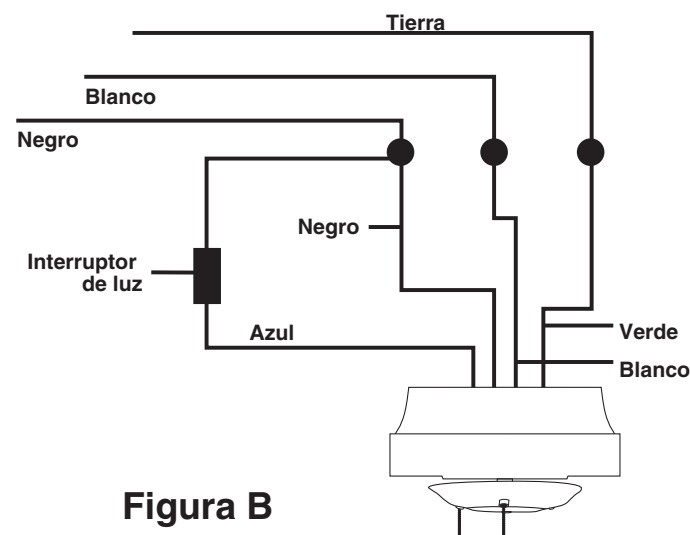 Tierra
Blanco
Negro
Negro
Interruptor
de luz
Azul
Verde
Blanco
Figura B